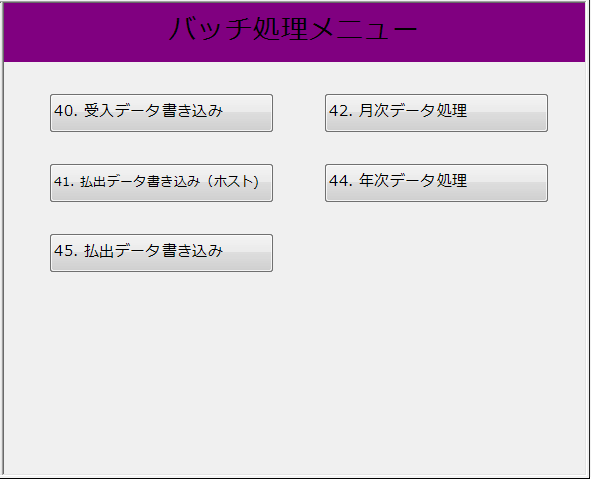 バッチ処理メニュー
40. 受入データ書き込み
42. 月次データ処理
41. 払出データ書き込み（ホスト)
44. 年次データ処理
45. 払出データ書き込み